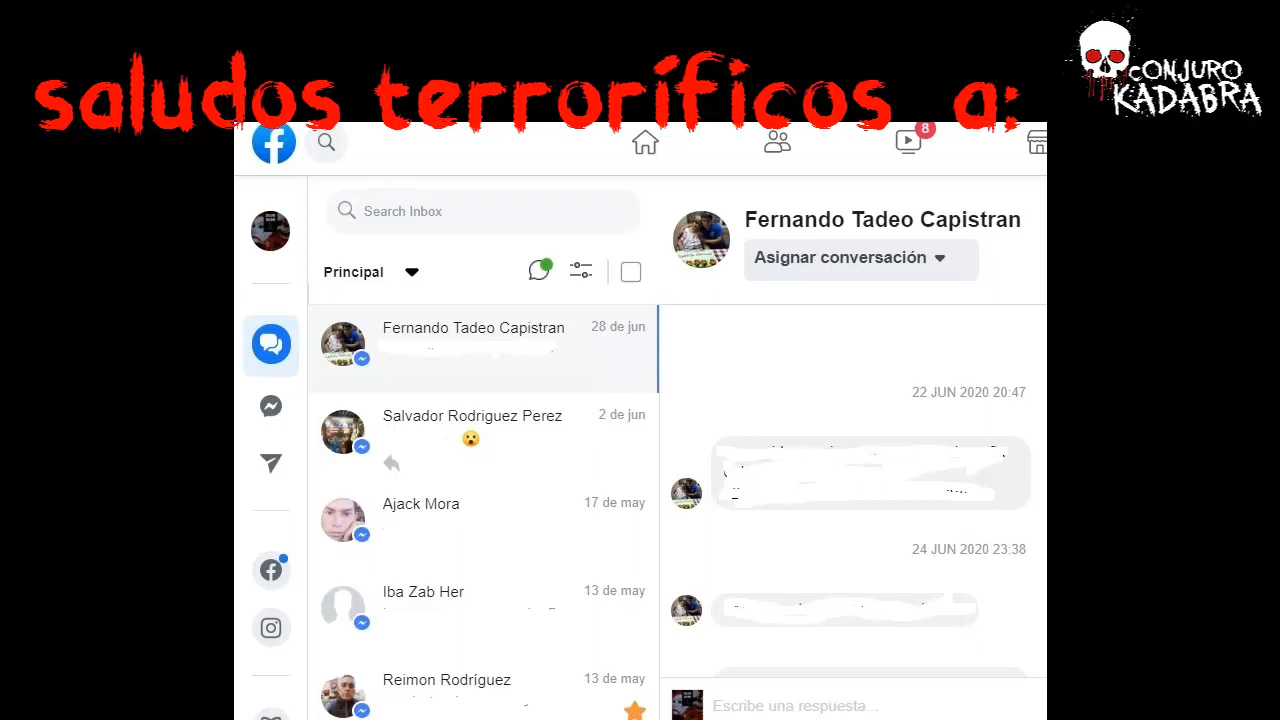 saludos terroríficos a:
CONJURO
KADABRA
8
Search Inbox
Principal
Fernando Tadeo Capistran
28 de jun
Salvador Rodriguez Perez
2 de jun
Ajack Mora
17 de may
Iba Zab Her
13 de may
Reimon Rodríguez
13 de may
Fernando Tadeo Capistran
Asignar conversación
22 JUN 2020 20:47
24 JUN 2020 23:38
Escribe una respuesta...